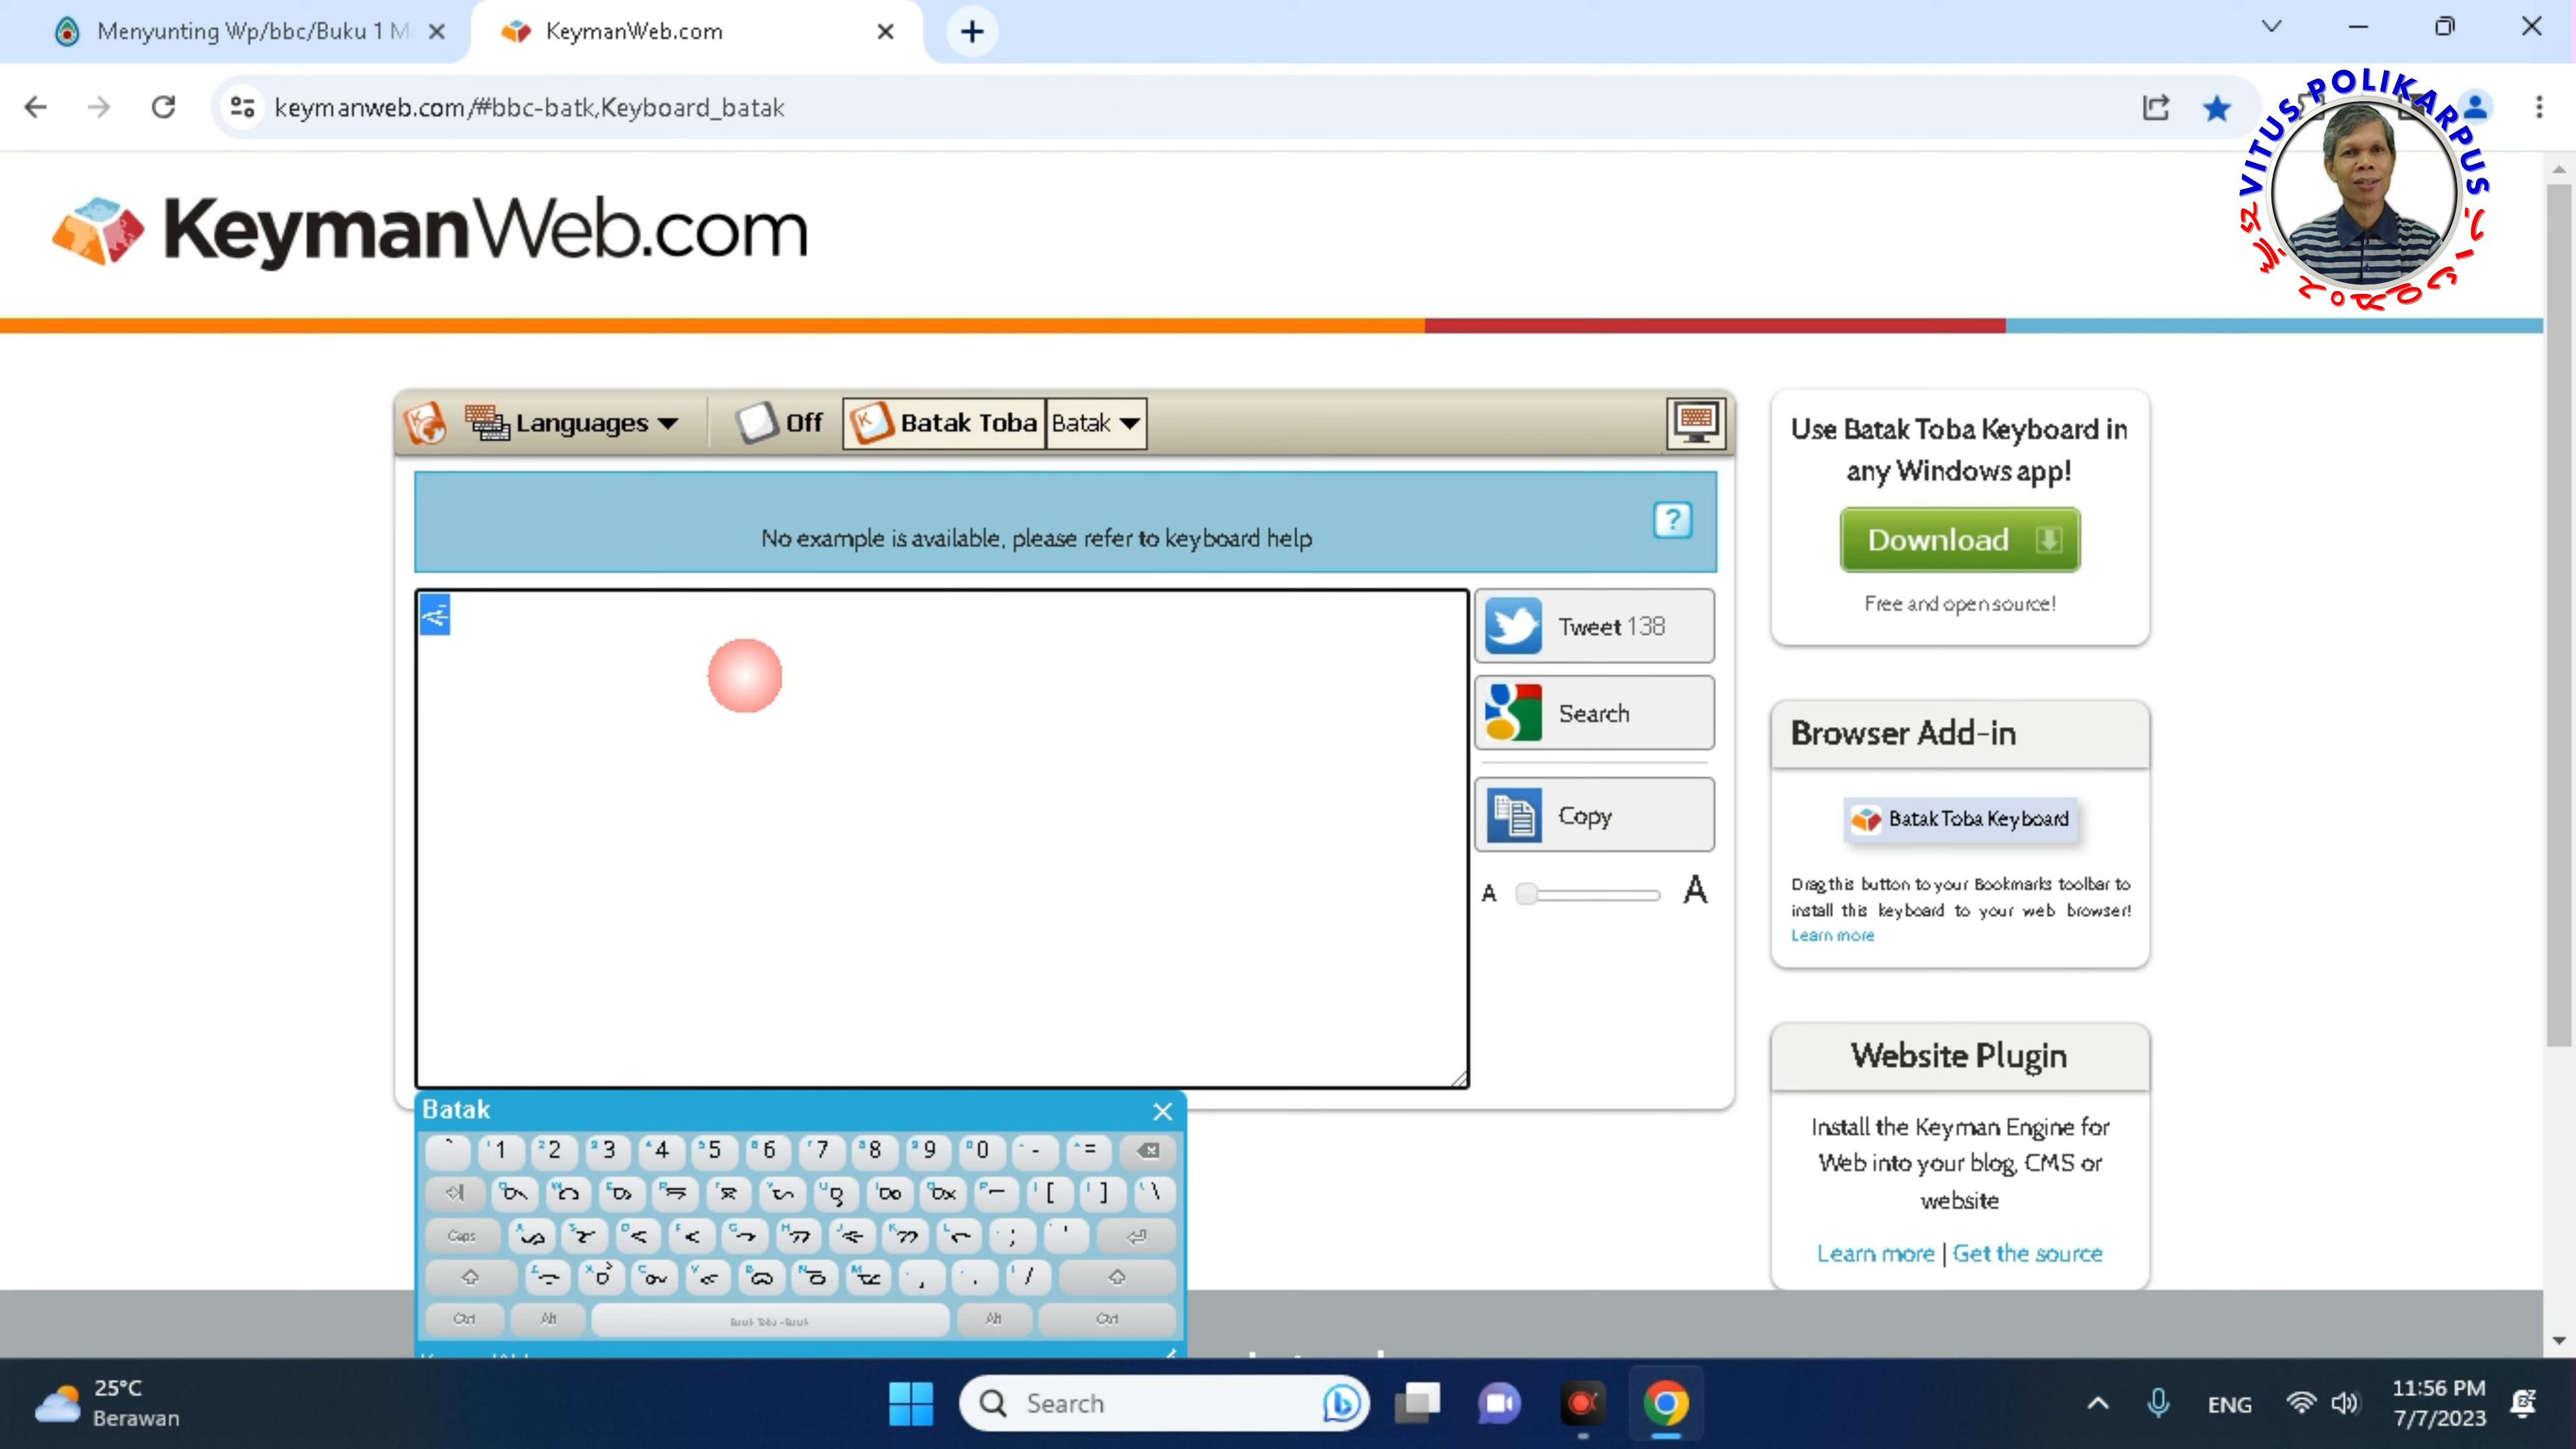 Menyunting Wp/bbc/Buku 1 M
KeymanWeb.com
keymanweb.com/#bbc-batk,Keyboard_batak
VITUS POLIKARPUS
KeymanWeb.com
Languages
Off
Batak Toba
Batak
No example is available, please refer to keyboard help
?
Tweet 138
Search
Copy
A A
Use Batak Toba Keyboard in
any Windows app!
Download
Free and open source!
Browser Add-in
Batak Toba Keyboard
Drag this button to your Bookmarks toolbar to
install this keyboard to your web browser!
Learn more
Website Plugin
Install the Keyman Engine for
Web into your blog, CMS or
website
Learn more | Get the source
Batak
` 1 2 3 4 5 6 7 8 9 0 - =
[ ] \
Caps ; '
, . /
Ctrl Alt Batak Toba - Batak Alt Ctrl
25°C
Berawan
Search
ENG
11:56 PM
7/7/2023